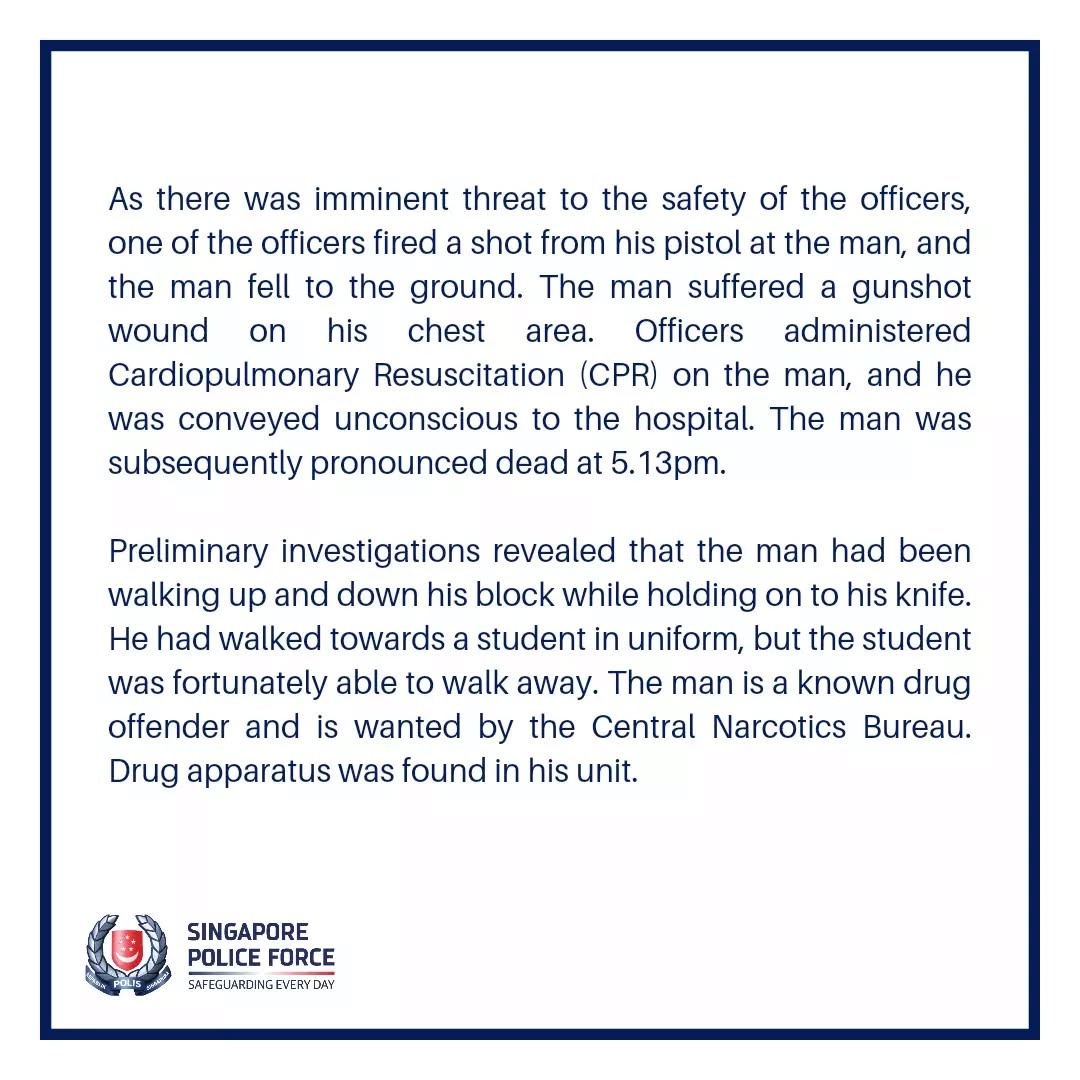 As there was imminent threat to the safety of the officers,
one of the officers fired a shot from his pistol at the man, and
the man fell to the ground. The man suffered a gunshot
wound on his chest area. Officers administered
Cardiopulmonary Resuscitation (CPR) on the man, and he
was conveyed unconscious to the hospital. The man was
subsequently pronounced dead at 5.13pm.
Preliminary investigations revealed that the man had been
walking up and down his block while holding on to his knife.
He had walked towards a student in uniform, but the student
was fortunately able to walk away. The man is a known drug
offender and is wanted by the Central Narcotics Bureau.
Drug apparatus was found in his unit.
POLIS
SINGAPORE
POLICE FORCE
SAFEGUARDING EVERY DAY